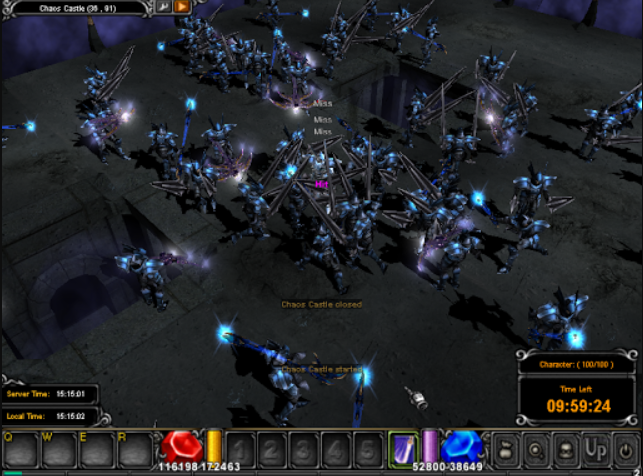 Chaos Castle (36 , 91)
Miss
Miss
Miss
Hit
Chaos Castle closed
Chaos Castle started
Character: ( 100/100 )
Time Left
09:59:24
Server Time: 15:15:01
Local Time: 15:15:02
Q W E R 1 2 3 4 5 Up
116198 172463 52800 38649